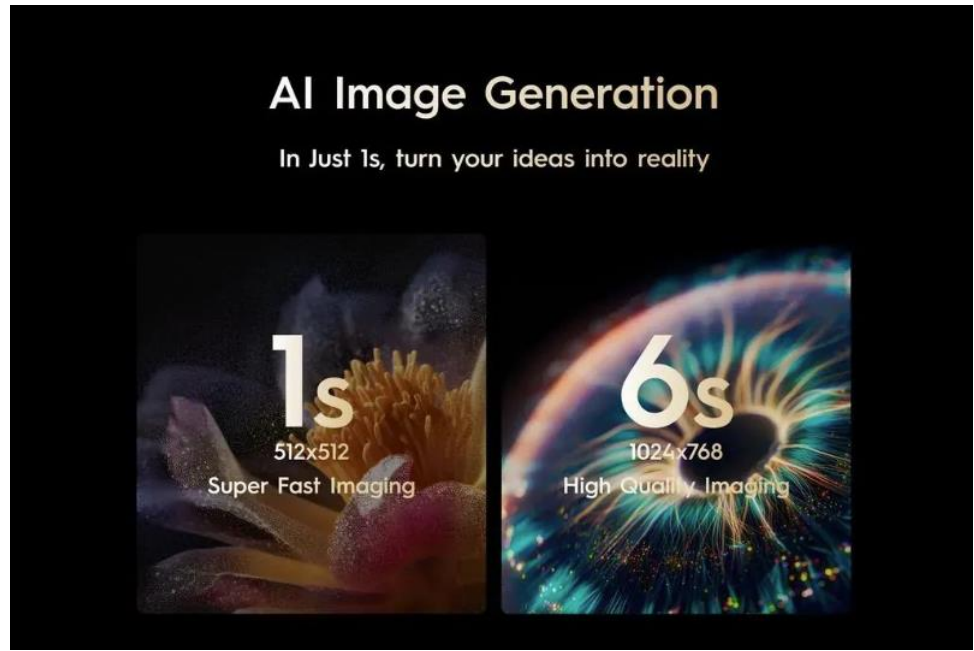 AI Image Generation
In Just 1s, turn your ideas into reality
1s
512x512
Super Fast Imaging
6s
1024x768
High Quality Imaging